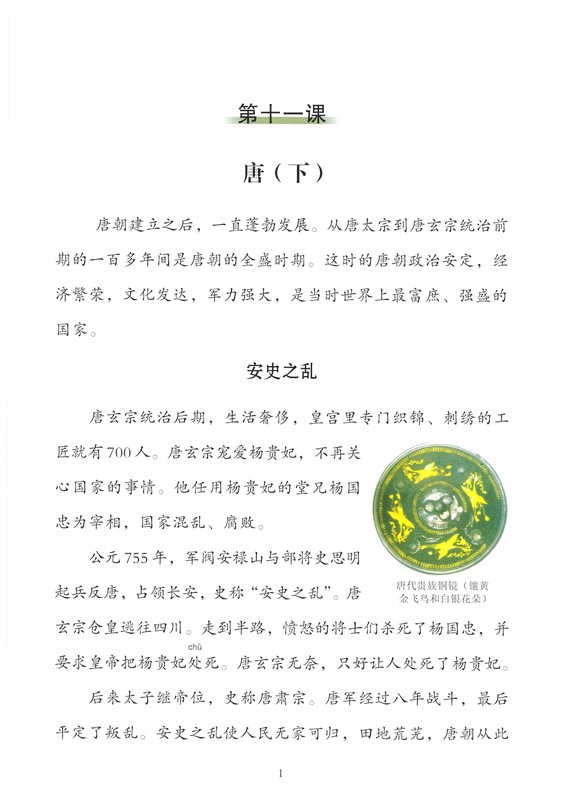 第十一课
唐（下）
唐朝建立之后，一直蓬勃发展。从唐太宗到唐玄宗统治前
期的一百多年间是唐朝的全盛时期。这时的唐朝政治安定，经
济繁荣，文化发达，军力强大，是当时世界上最富庶、强盛的
国家。
安史之乱
唐玄宗统治后期，生活奢侈，皇宫里专门织锦、刺绣的工
匠就有700人。唐玄宗宠爱杨贵妃，不再关
心国家的事情。他任用杨贵妃的堂兄杨国
忠为宰相，国家混乱、腐败。
公元755年，军阀安禄山与部将史思明
起兵反唐，占领长安，史称“安史之乱”。唐
唐代贵族铜镜（镶黄
金飞鸟和白银花朵）
玄宗仓皇逃往四川。走到半路，愤怒的将士们杀死了杨国忠，并
chǔ
要求皇帝把杨贵妃处死。唐玄宗无奈，只好让人处死了杨贵妃。
后来太子继帝位，史称唐肃宗。唐军经过八年战斗，最后
平定了叛乱。安史之乱使人民无家可归，田地荒芜，唐朝从此
1